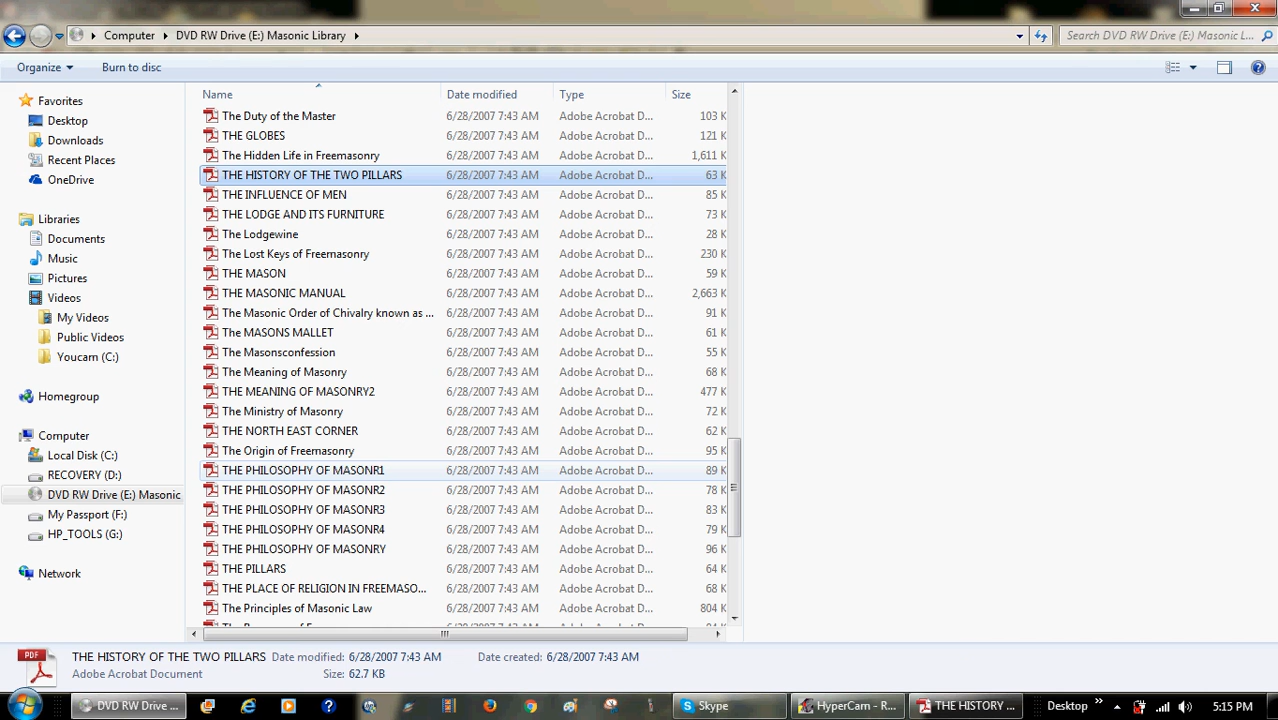 Computer DVD RW Drive (E:) Masonic Library Search DVD RW Drive (E:) Masonic L...
Organize Burn to disc
Name Date modified Type Size
Favorites
Desktop
Downloads
Recent Places
OneDrive
Libraries
Documents
Music
Pictures
Videos
My Videos
Public Videos
Youcam (C:)
Homegroup
Computer
Local Disk (C:)
RECOVERY (D:)
DVD RW Drive (E:) Masonic
My Passport (F:)
HP_TOOLS (G:)
Network
The Duty of the Master 6/28/2007 7:43 AM Adobe Acrobat D... 103 K
THE GLOBES 6/28/2007 7:43 AM Adobe Acrobat D... 121 K
The Hidden Life in Freemasonry 6/28/2007 7:43 AM Adobe Acrobat D... 1,611 K
THE HISTORY OF THE TWO PILLARS 6/28/2007 7:43 AM Adobe Acrobat D... 63 K
THE INFLUENCE OF MEN 6/28/2007 7:43 AM Adobe Acrobat D... 85 K
THE LODGE AND ITS FURNITURE 6/28/2007 7:43 AM Adobe Acrobat D... 73 K
The Lodgewine 6/28/2007 7:43 AM Adobe Acrobat D... 28 K
The Lost Keys of Freemasonry 6/28/2007 7:43 AM Adobe Acrobat D... 230 K
THE MASON 6/28/2007 7:43 AM Adobe Acrobat D... 59 K
THE MASONIC MANUAL 6/28/2007 7:43 AM Adobe Acrobat D... 2,663 K
The Masonic Order of Chivalry known as ... 6/28/2007 7:43 AM Adobe Acrobat D... 91 K
The MASONS MALLET 6/28/2007 7:43 AM Adobe Acrobat D... 61 K
The Masonsconfession 6/28/2007 7:43 AM Adobe Acrobat D... 55 K
The Meaning of Masonry 6/28/2007 7:43 AM Adobe Acrobat D... 68 K
THE MEANING OF MASONRY2 6/28/2007 7:43 AM Adobe Acrobat D... 477 K
The Ministry of Masonry 6/28/2007 7:43 AM Adobe Acrobat D... 72 K
THE NORTH EAST CORNER 6/28/2007 7:43 AM Adobe Acrobat D... 62 K
The Origin of Freemasonry 6/28/2007 7:43 AM Adobe Acrobat D... 95 K
THE PHILOSOPHY OF MASONR1 6/28/2007 7:43 AM Adobe Acrobat D... 89 K
THE PHILOSOPHY OF MASONR2 6/28/2007 7:43 AM Adobe Acrobat D... 78 K
THE PHILOSOPHY OF MASONR3 6/28/2007 7:43 AM Adobe Acrobat D... 83 K
THE PHILOSOPHY OF MASONR4 6/28/2007 7:43 AM Adobe Acrobat D... 79 K
THE PHILOSOPHY OF MASONRY 6/28/2007 7:43 AM Adobe Acrobat D... 96 K
THE PILLARS 6/28/2007 7:43 AM Adobe Acrobat D... 64 K
THE PLACE OF RELIGION IN FREEMASO... 6/28/2007 7:43 AM Adobe Acrobat D... 68 K
The Principles of Masonic Law 6/28/2007 7:43 AM Adobe Acrobat D... 804 K
THE HISTORY OF THE TWO PILLARS Date modified: 6/28/2007 7:43 AM Date created: 6/28/2007 7:43 AM
Adobe Acrobat Document Size: 62.7 KB
DVD RW Drive ... Skype HyperCam - R... THE HISTORY ... Desktop 5:15 PM